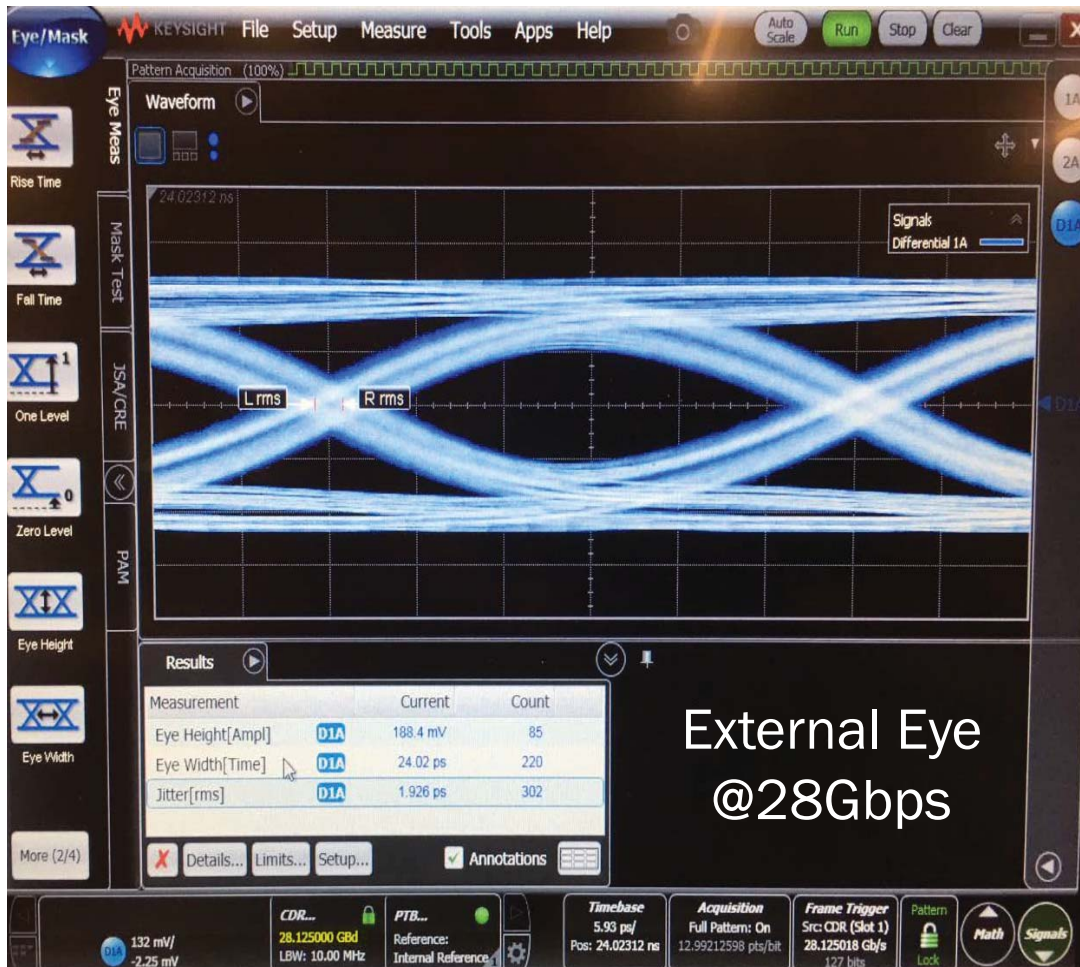 Eye/Mask
KEYSIGHT File Setup Measure Tools Apps Help
Auto Scale
Run
Stop
Clear
X
Pattern Acquisition (100%)
Eye Meas
Mask Test
JSA/CRE
PAM
Waveform
1A
2A
D1A
Rise Time
Fall Time
1
One Level
0
Zero Level
Eye Height
Eye Width
More (2/4)
24.02312 ns
Signals
Differential 1A
L rms
R rms
D1A
Results
Measurement Current Count
Eye Height[Ampl] D1A 188.4 mV 85
Eye Width[Time] D1A 24.02 ps 220
Jitter[rms] D1A 1.926 ps 302
X Details... Limits... Setup... Annotations
External Eye
@28Gbps
D1A
132 mV/
-2.25 mV
CDR...
28.125000 GBd
LBW: 10.00 MHz
PTB...
Reference:
Internal Reference
1
Timebase
5.93 ps/
Pos: 24.02312 ns
Acquisition
Full Pattern: On
12.99212598 pts/bit
Frame Trigger
Src: CDR (Slot 1)
28.125018 Gb/s
127 bits
Pattern
Lock
Math
Signals